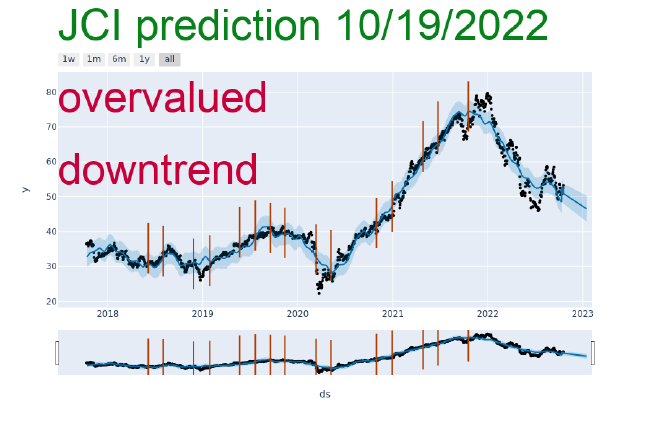 JCI prediction 10/19/2022
1w 1m 6m 1y all
overvalued
downtrend
80
70
60
50
40
30
20
y
2018 2019 2020 2021 2022 2023
ds